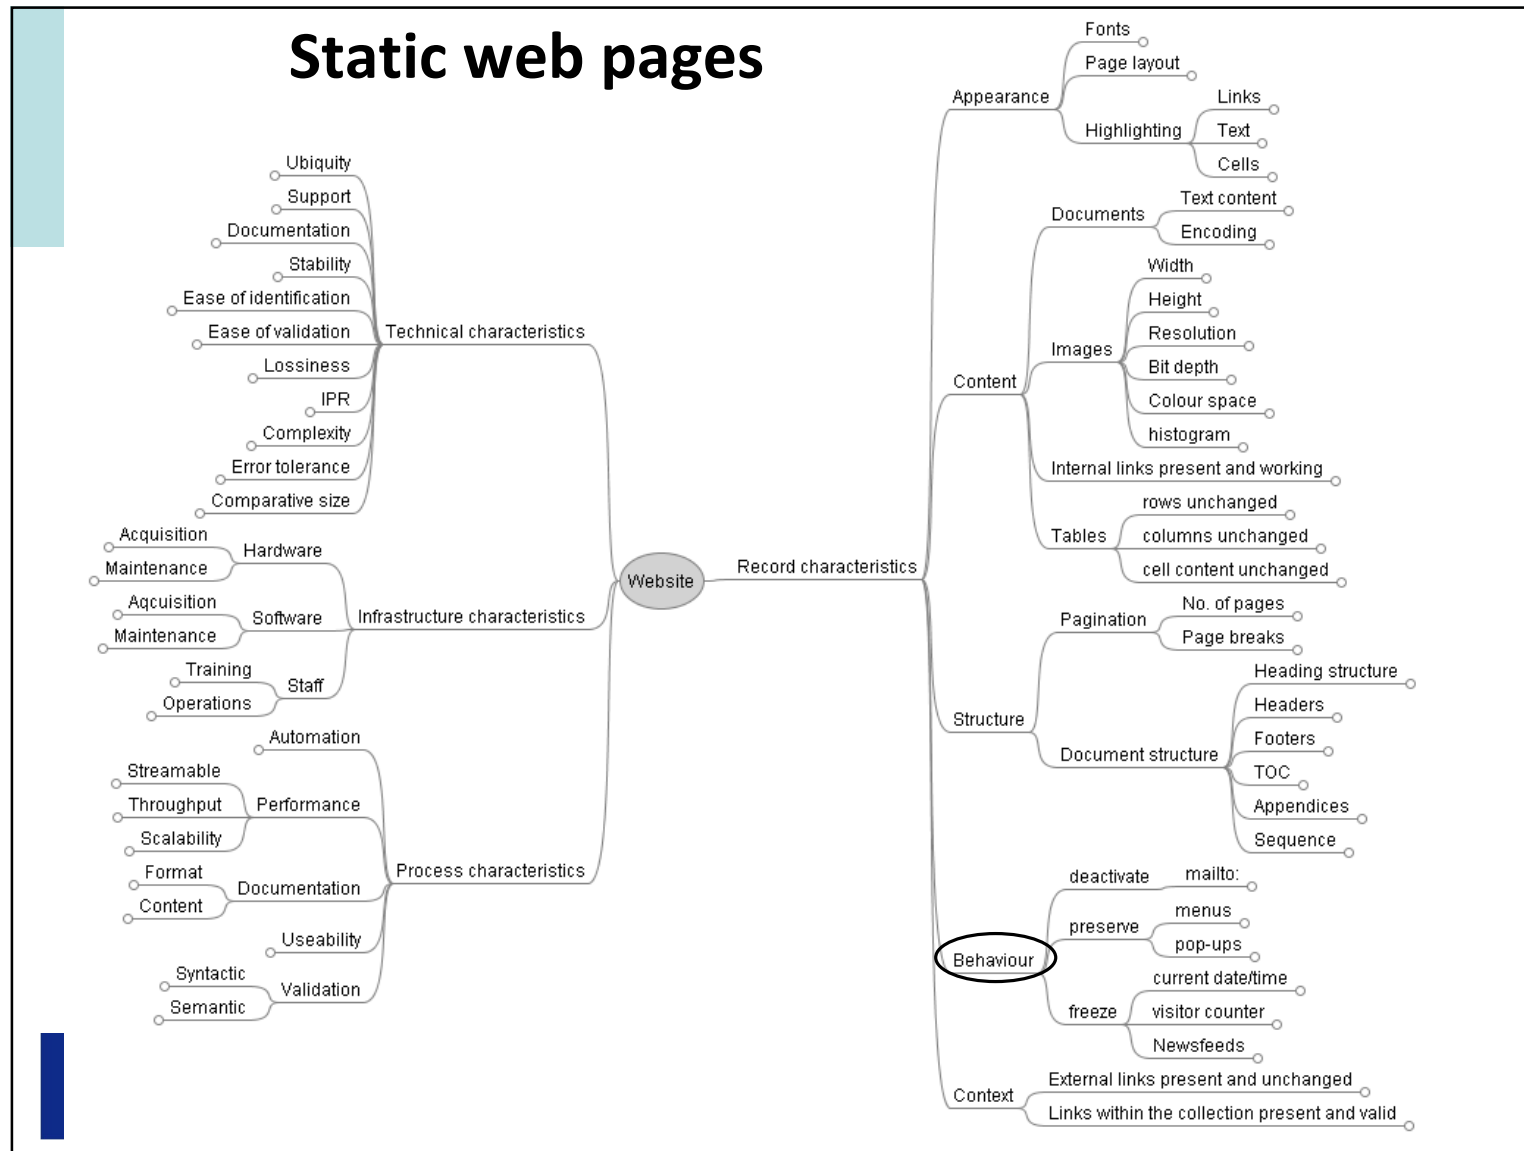 Static web pages
Ubiquity
Support
Documentation
Stability
Ease of identification
Ease of validation
Lossiness
IPR
Complexity
Error tolerance
Comparative size
Technical characteristics
Acquisition
Maintenance
Hardware
Aqcuisition
Maintenance
Software
Training
Operations
Staff
Infrastructure characteristics
Automation
Streamable
Throughput
Scalability
Performance
Format
Content
Documentation
Useability
Syntactic
Semantic
Validation
Process characteristics
Website
Record characteristics
Appearance
Fonts
Page layout
Highlighting
Links
Text
Cells
Content
Documents
Text content
Encoding
Images
Width
Height
Resolution
Bit depth
Colour space
histogram
Internal links present and working
Tables
rows unchanged
columns unchanged
cell content unchanged
Structure
Pagination
No. of pages
Page breaks
Document structure
Heading structure
Headers
Footers
TOC
Appendices
Sequence
Behaviour
deactivate
mailto:
preserve
menus
pop-ups
freeze
current date/time
visitor counter
Newsfeeds
Context
External links present and unchanged
Links within the collection present and valid